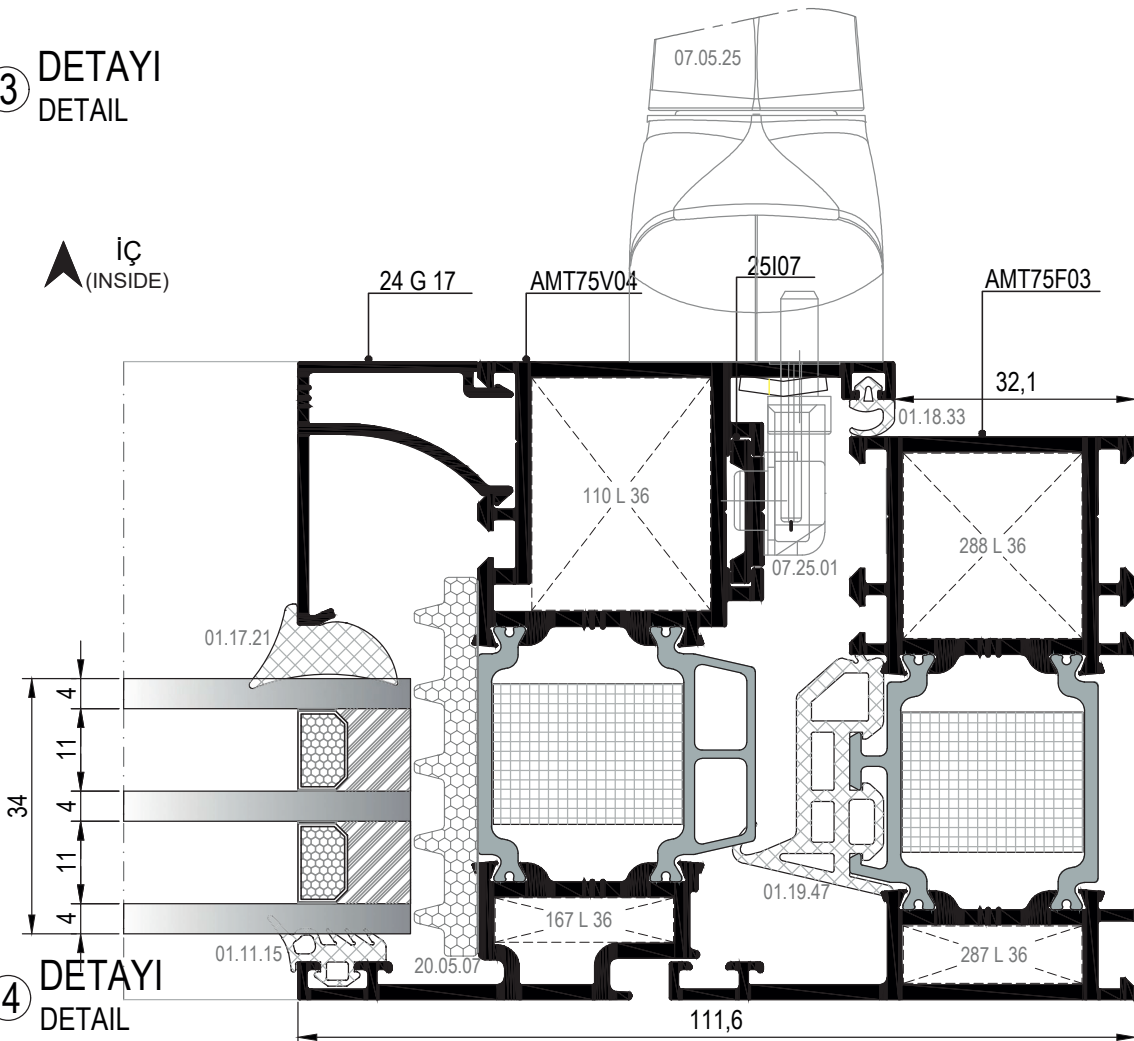 07.05.25
3 DETAYI
DETAIL
İÇ
(INSIDE)
24 G 17
AMT75V04
25I07
AMT75F03
32,1
01.18.33
110 L 36
288 L 36
07.25.01
01.17.21
4
11
4
11
4
34
01.19.47
167 L 36
287 L 36
01.11.15
20.05.07
4 DETAYI
DETAIL
111,6